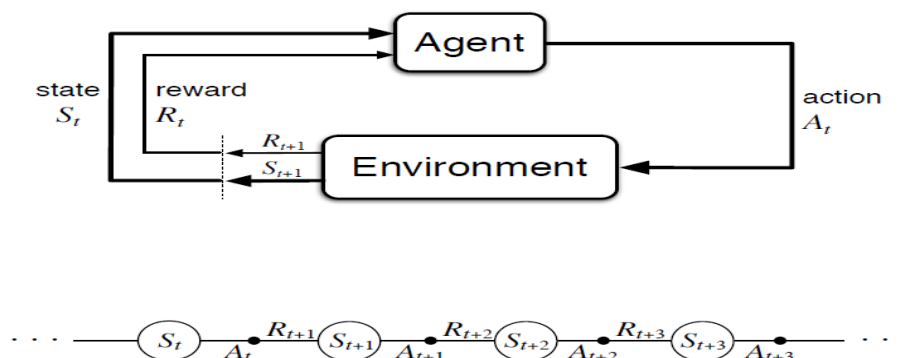 Agent
state
S_t
reward
R_t
action
A_t
R_{t+1}
S_{t+1}
Environment
· · · S_t A_t R_{t+1} S_{t+1} A_{t+1} R_{t+2} S_{t+2} A_{t+2} R_{t+3} S_{t+3} A_{t+3} · · ·